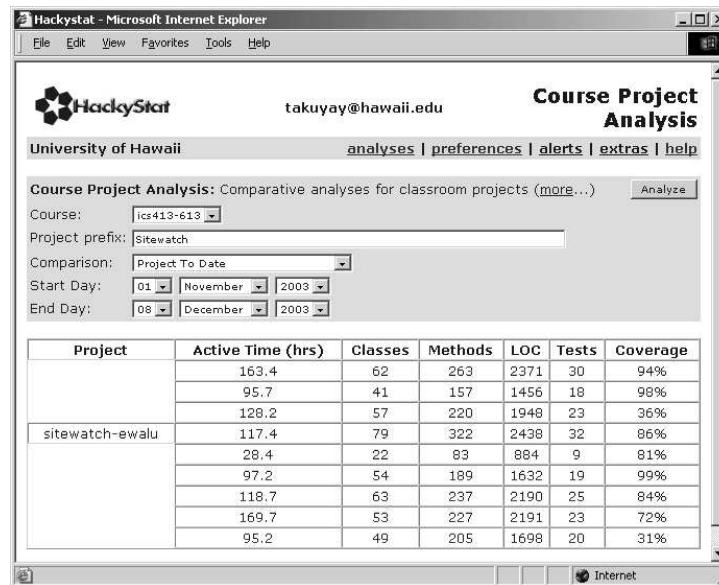 Hackystat - Microsoft Internet Explorer
File Edit View Favorites Tools Help
HackyStat takuyay@hawaii.edu Course Project
Analysis
University of Hawaii analyses | preferences | alerts | extras | help
Course Project Analysis: Comparative analyses for classroom projects (more...) Analyze
Course: ics413-613
Project prefix: Sitewatch
Comparison: Project To Date
Start Day: 01 November 2003
End Day: 08 December 2003
Project Active Time (hrs) Classes Methods LOC Tests Coverage
163.4 62 263 2371 30 94%
95.7 41 157 1456 18 98%
128.2 57 220 1948 23 36%
sitewatch-ewalu 117.4 79 322 2438 32 86%
28.4 22 83 884 9 81%
97.2 54 189 1632 19 99%
118.7 63 237 2190 25 84%
169.7 53 227 2191 23 72%
95.2 49 205 1698 20 31%
Internet